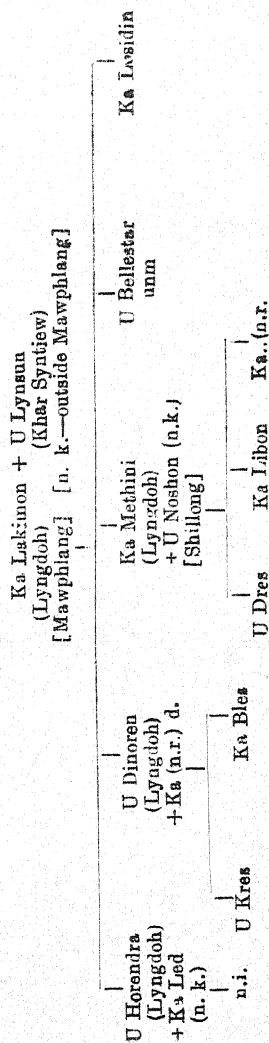 Ka Lakimon + U Lynsun
(Lyngdoh) (Khar Syntiew)
[Mawphlang] [n. k.—outside Mawphlang]
U Horendra
(Lyngdoh)
+ Ka Led
(n. k.)
n.i.
U Dinoren
(Lyngdoh)
+ Ka (n.r.) d.
U Kres
Ka Bles
Ka Methini
(Lyngdoh)
+ U Noshon (n.k.)
[Shillong]
U Dres
Ka Libon
Ka.. (n.r.
U Bellestar
unm
Ka Losidin